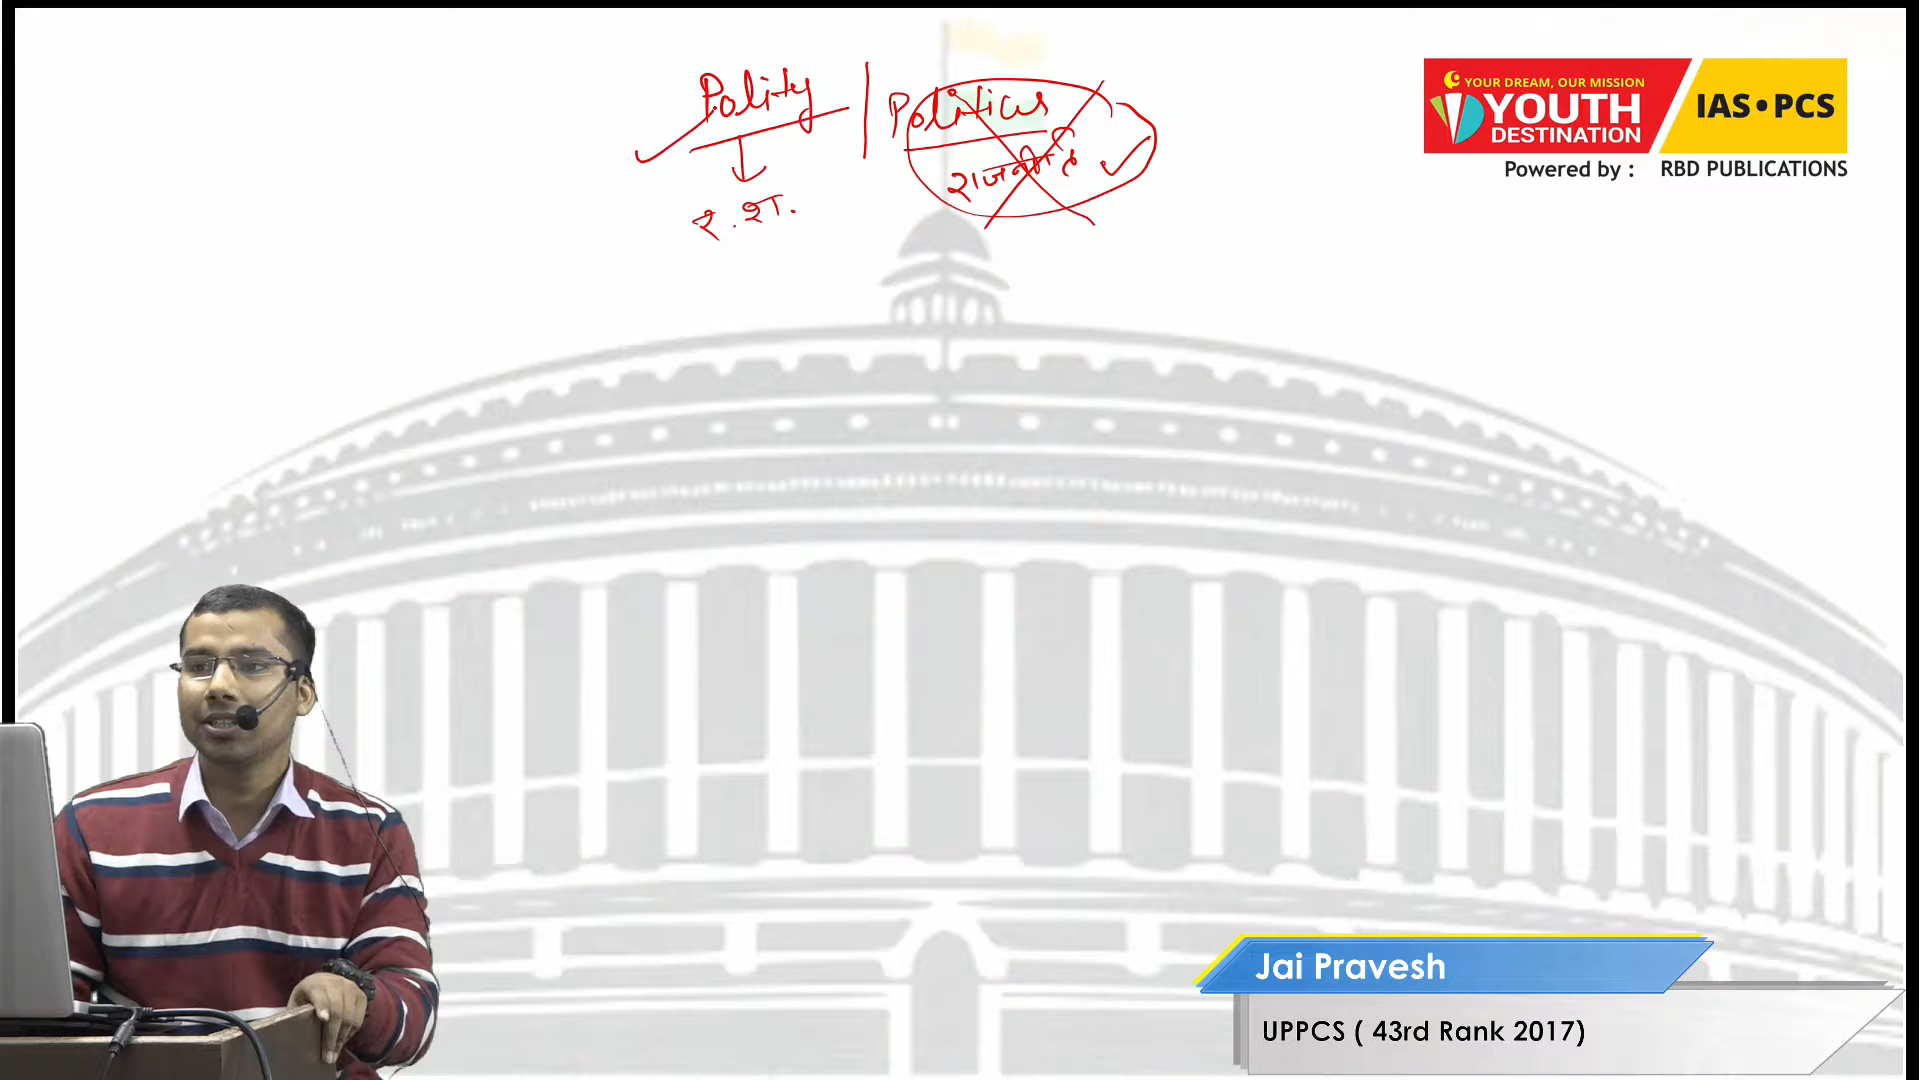 Polity | Politics
राजनीति
र. शा.
YOUR DREAM, OUR MISSION
YOUTH
DESTINATION
IAS • PCS
Powered by : RBD PUBLICATIONS
Jai Pravesh
UPPCS ( 43rd Rank 2017)